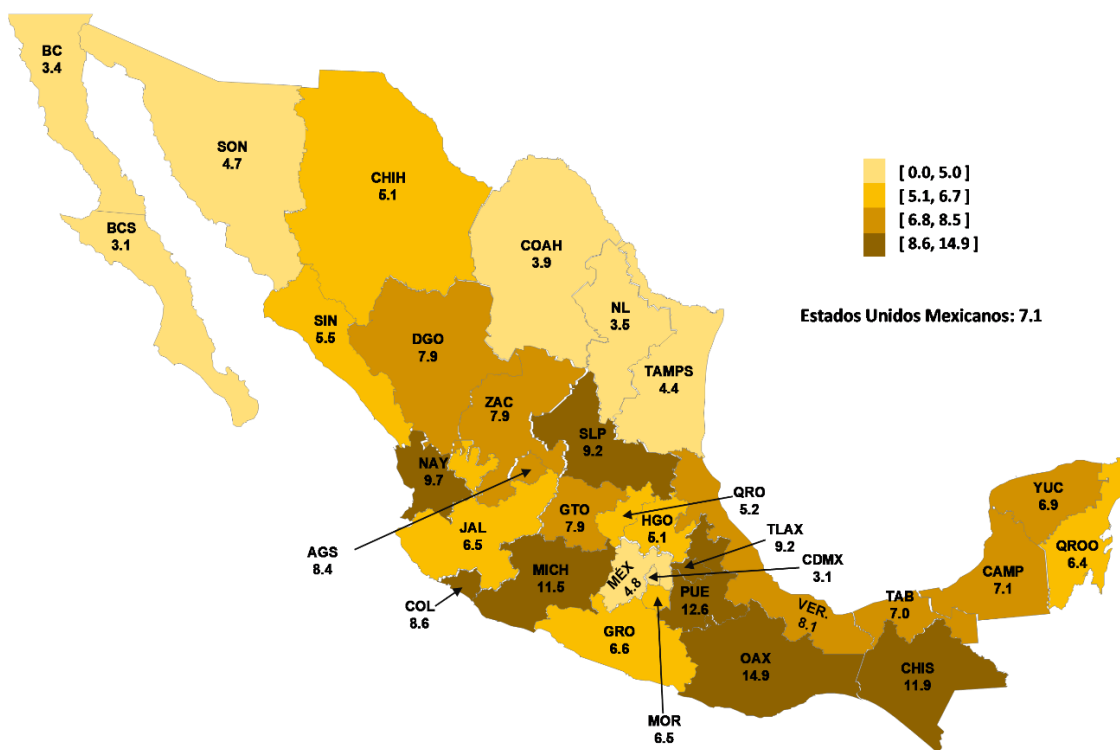 BC
3.4
SON
4.7
CHIH
5.1
BCS
3.1
COAH
3.9
[ 0.0, 5.0 ]
[ 5.1, 6.7 ]
[ 6.8, 8.5 ]
[ 8.6, 14.9 ]
Estados Unidos Mexicanos: 7.1
NL
3.5
SIN
5.5
DGO
7.9
TAMPS
4.4
ZAC
7.9
SLP
9.2
NAY
9.7
QRO
5.2
YUC
6.9
GTO
7.9
HGO
5.1
JAL
6.5
TLAX
9.2
QROO
6.4
AGS
8.4
MICH
11.5
MÉX
4.8
CDMX
3.1
CAMP
7.1
PUE
12.6
COL
8.6
VER.
8.1
TAB
7.0
GRO
6.6
OAX
14.9
CHIS
11.9
MOR
6.5